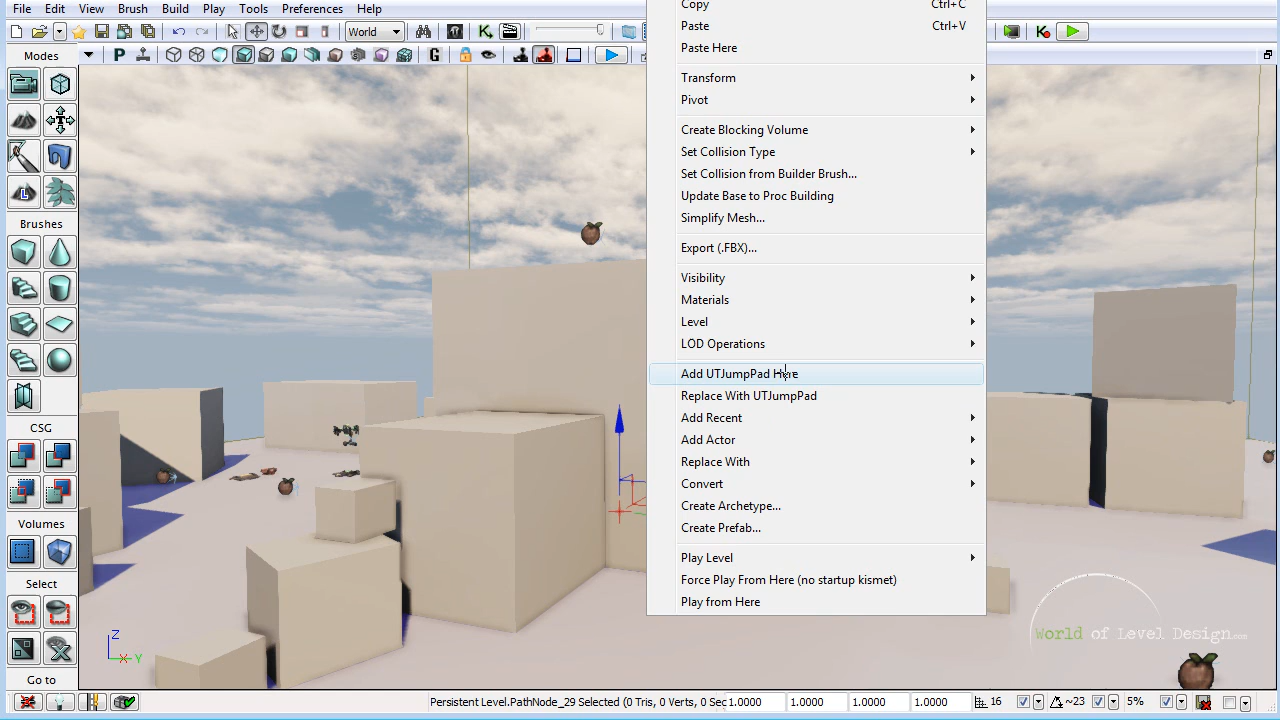 File Edit View Brush Build Play Tools Preferences Help
World
Modes
P
G
L
Brushes
CSG
Volumes
Select
Go to
Copy Ctrl+C
Paste Ctrl+V
Paste Here
Transform
Pivot
Create Blocking Volume
Set Collision Type
Set Collision from Builder Brush...
Update Base to Proc Building
Simplify Mesh...
Export (.FBX)...
Visibility
Materials
Level
LOD Operations
Add UTJumpPad Here
Replace With UTJumpPad
Add Recent
Add Actor
Replace With
Convert
Create Archetype...
Create Prefab...
Play Level
Force Play From Here (no startup kismet)
Play from Here
Z
Y
World of Level Design.com
Persistent Level.PathNode_29 Selected (0 Tris, 0 Verts, 0 Sec 1.0000 1.0000 1.0000 1.0000 16 ~23 5%